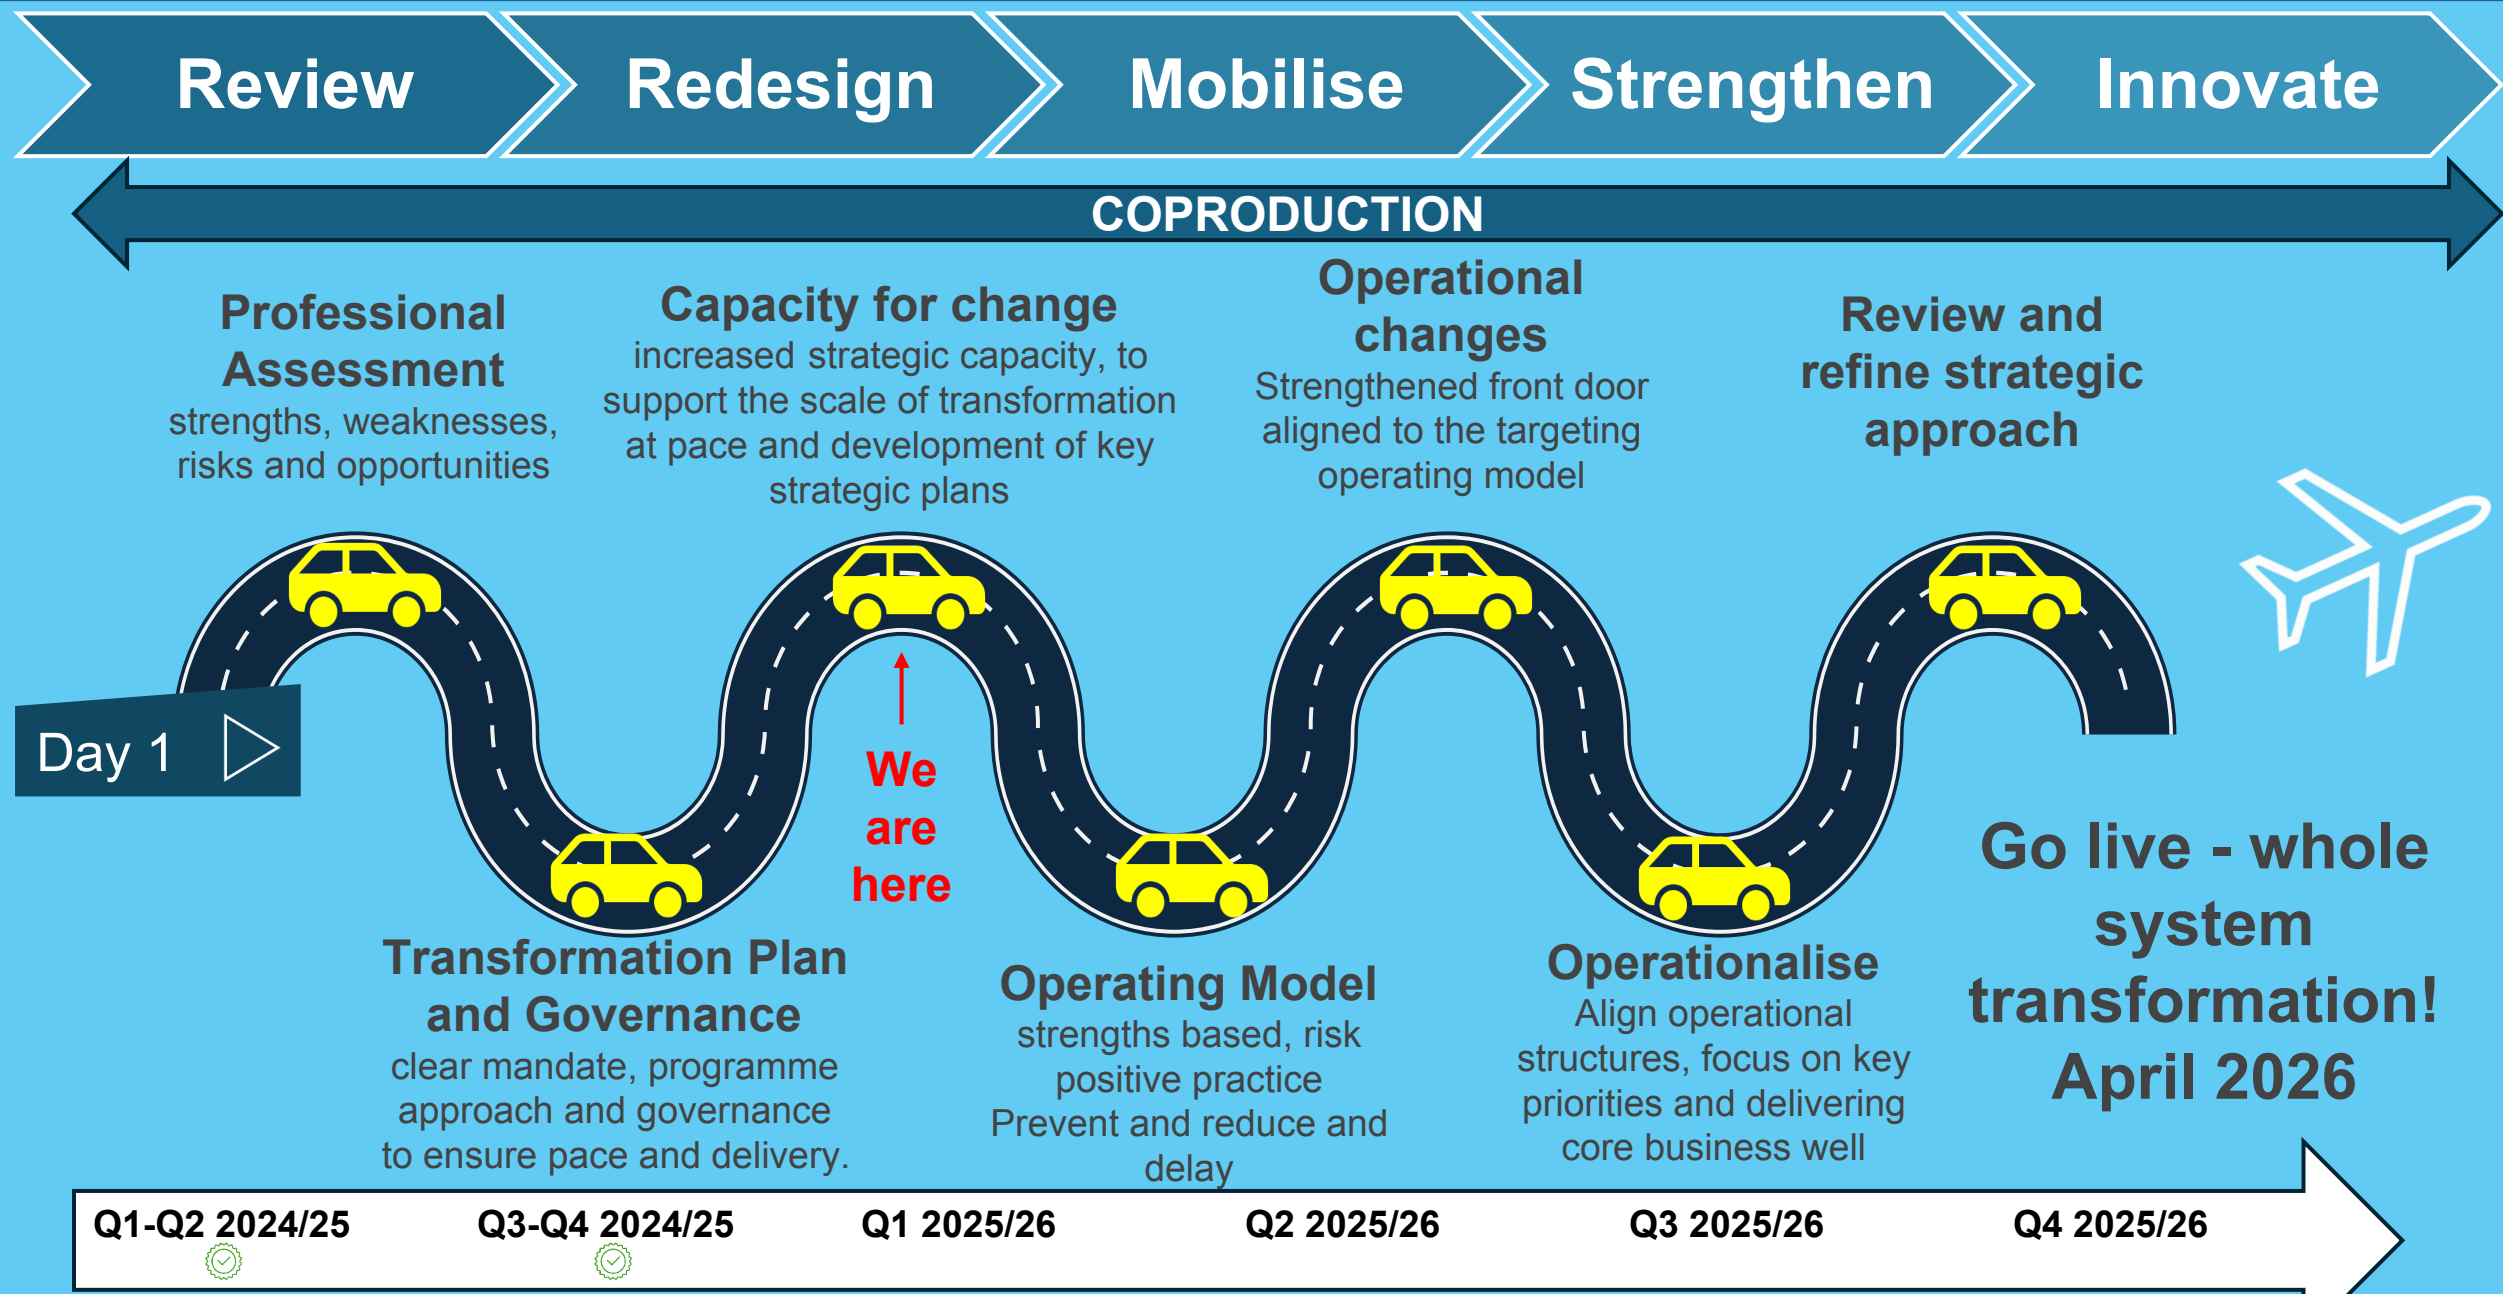 Review
Redesign
Mobilise
Strengthen
Innovate
COPRODUCTION
Professional
Assessment
strengths, weaknesses,
risks and opportunities
Capacity for change
increased strategic capacity, to
support the scale of transformation
at pace and development of key
strategic plans
Operational
changes
Strengthened front door
aligned to the targeting
operating model
Review and
refine strategic
approach
Day 1
We
are
here
Transformation Plan
and Governance
clear mandate, programme
approach and governance
to ensure pace and delivery.
Operating Model
strengths based, risk
positive practice
Prevent and reduce and
delay
Operationalise
Align operational
structures, focus on key
priorities and delivering
core business well
Go live - whole
system
transformation!
April 2026
Q1-Q2 2024/25
Q3-Q4 2024/25
Q1 2025/26
Q2 2025/26
Q3 2025/26
Q4 2025/26